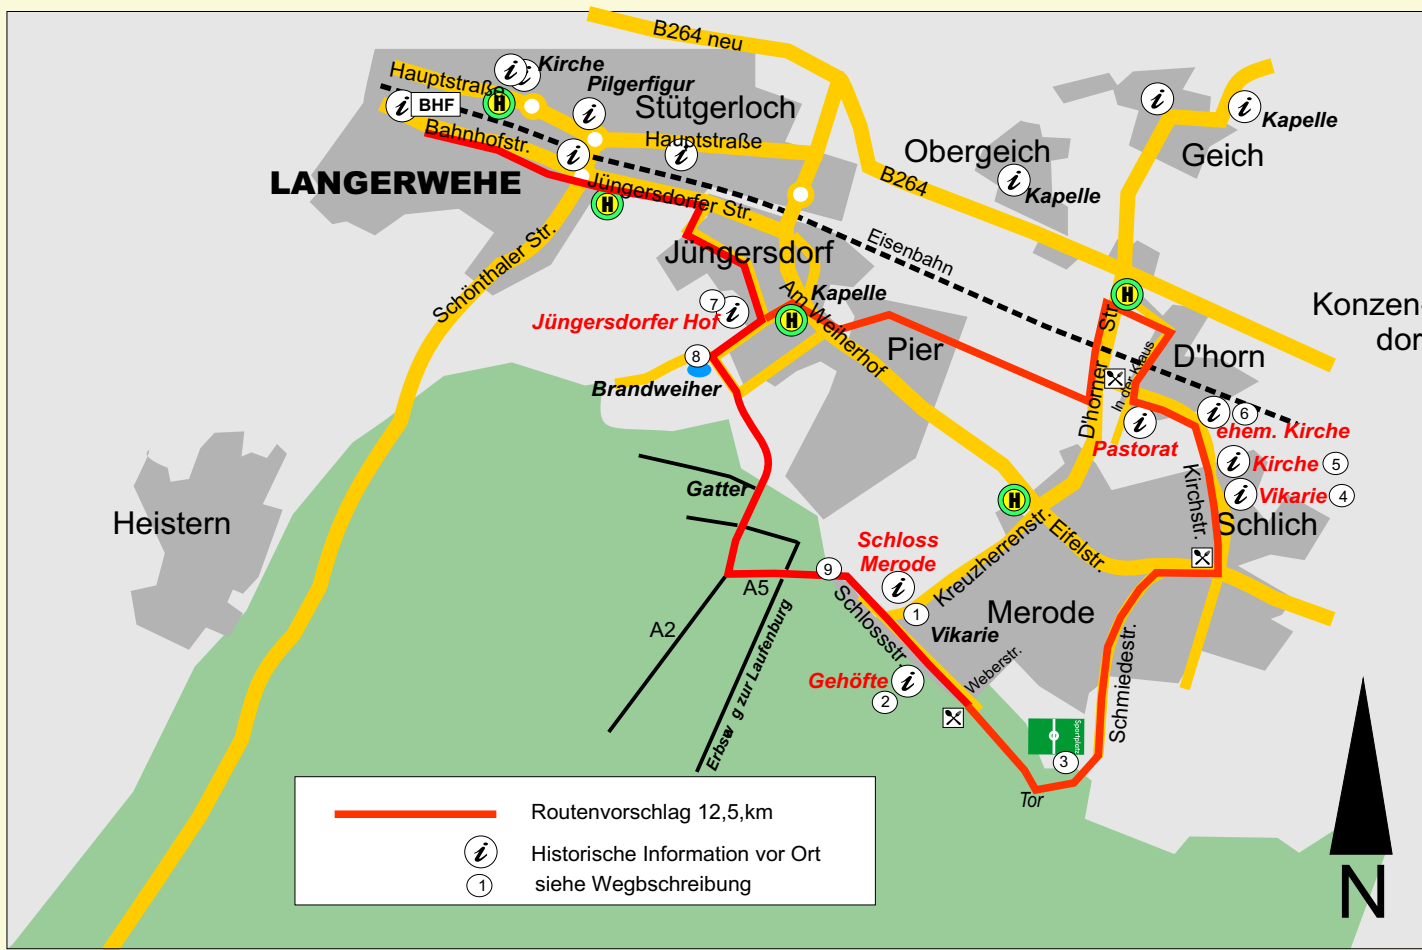 B264 neu
Kirche
Hauptstraße
Pilgerfigur
BHF
H
Stütgerloch
Bahnhofstr.
Hauptstraße
LANGERWEHE
Jüngersdorfer Str.
H
Obergeich
Kapelle
B264
Geich
Kapelle
Schönthaler Str.
Jüngersdorf
Eisenbahn
Am Weiherhof
Kapelle
H
7
Jüngersdorfer Hof
8
Brandweiher
Pier
H
Konzen-
dor
D'horn
D'horner Str.
In der Klaus
6
ehem. Kirche
Pastorat
Kirche 5
Vikarie 4
Kirchstr.
Schlich
Heistern
Gatter
H
Eifelstr.
Kreuzherrenstr.
Schloss
Merode
9
A5
A2
Schlossstr.
1
Vikarie
Merode
Weberstr.
Gehöfte
2
Schmiedestr.
Erbsw g zur Laufenburg
Sportplatz
3
Tor
N
Routenvorschlag 12,5,km
i Historische Information vor Ort
1 siehe Wegbschreibung